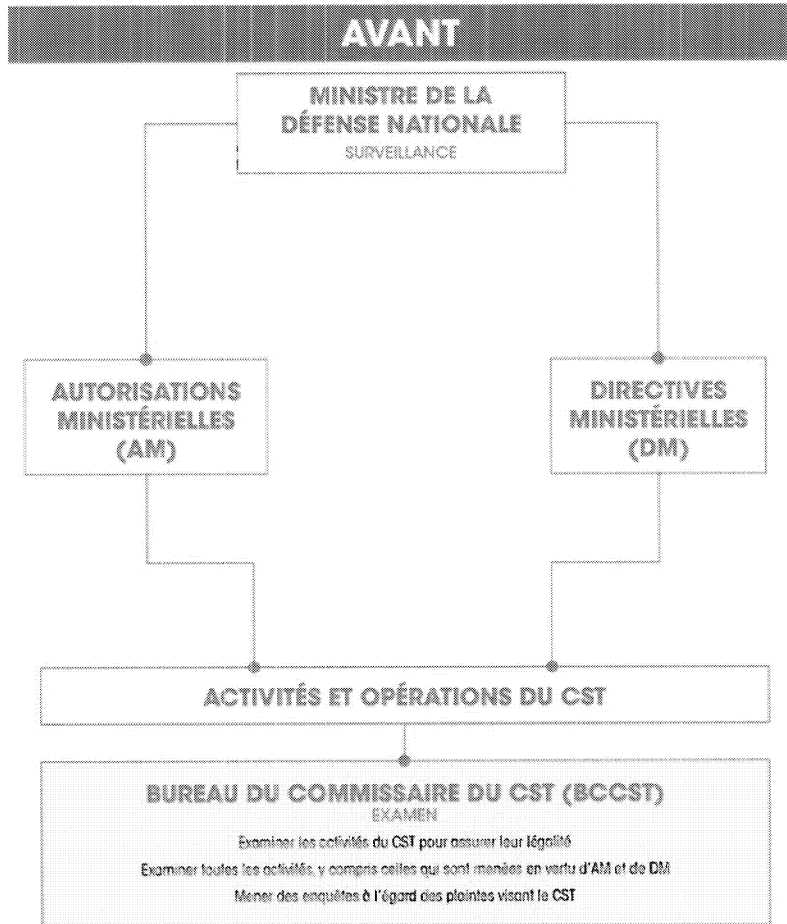 AVANT
MINISTRE DE LA
DÉFENSE NATIONALE
SURVEILLANCE
AUTORISATIONS
MINISTÉRIELLES
(AM)
DIRECTIVES
MINISTÉRIELLES
(DM)
ACTIVITÉS ET OPÉRATIONS DU CST
BUREAU DU COMMISSAIRE DU CST (BCCST)
EXAMEN
Examiner les activités du CST pour assurer leur légalité
Examiner toutes les activités, y compris celles qui sont menées en vertu d'AM et de DM
Mener des enquêtes à l'égard des plaintes visant le CST